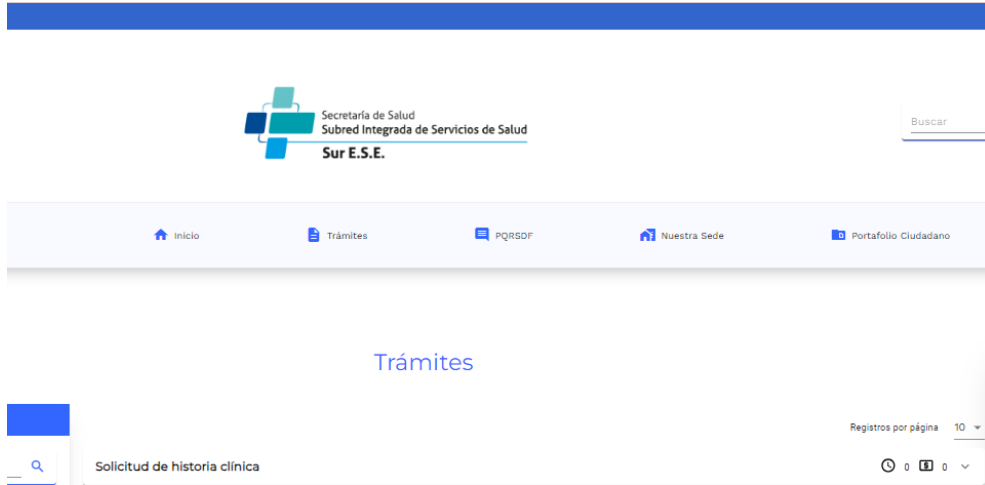 Secretaría de Salud
Subred Integrada de Servicios de Salud
Sur E.S.E.
Buscar
Inicio
Trámites
PQRSDF
Nuestra Sede
Portafolio Ciudadano
Trámites
Registros por página 10
Solicitud de historia clínica 0 0